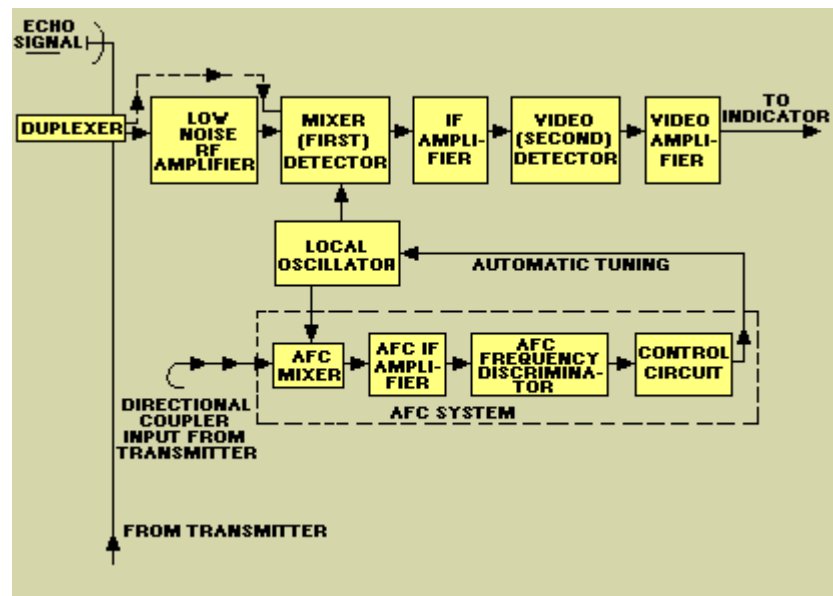 ECHO
SIGNAL
DUPLEXER
LOW
NOISE
RF
AMPLIFIER
MIXER
(FIRST)
DETECTOR
IF
AMPLI-
FIER
VIDEO
(SECOND)
DETECTOR
VIDEO
AMPLI-
FIER
TO
INDICATOR
LOCAL
OSCILLATOR
AUTOMATIC TUNING
AFC
MIXER
AFC IF
AMPLI-
FIER
AFC
FREQUENCY
DISCRIMINA-
TOR
CONTROL
CIRCUIT
AFC SYSTEM
DIRECTIONAL
COUPLER
INPUT FROM
TRANSMITTER
FROM TRANSMITTER